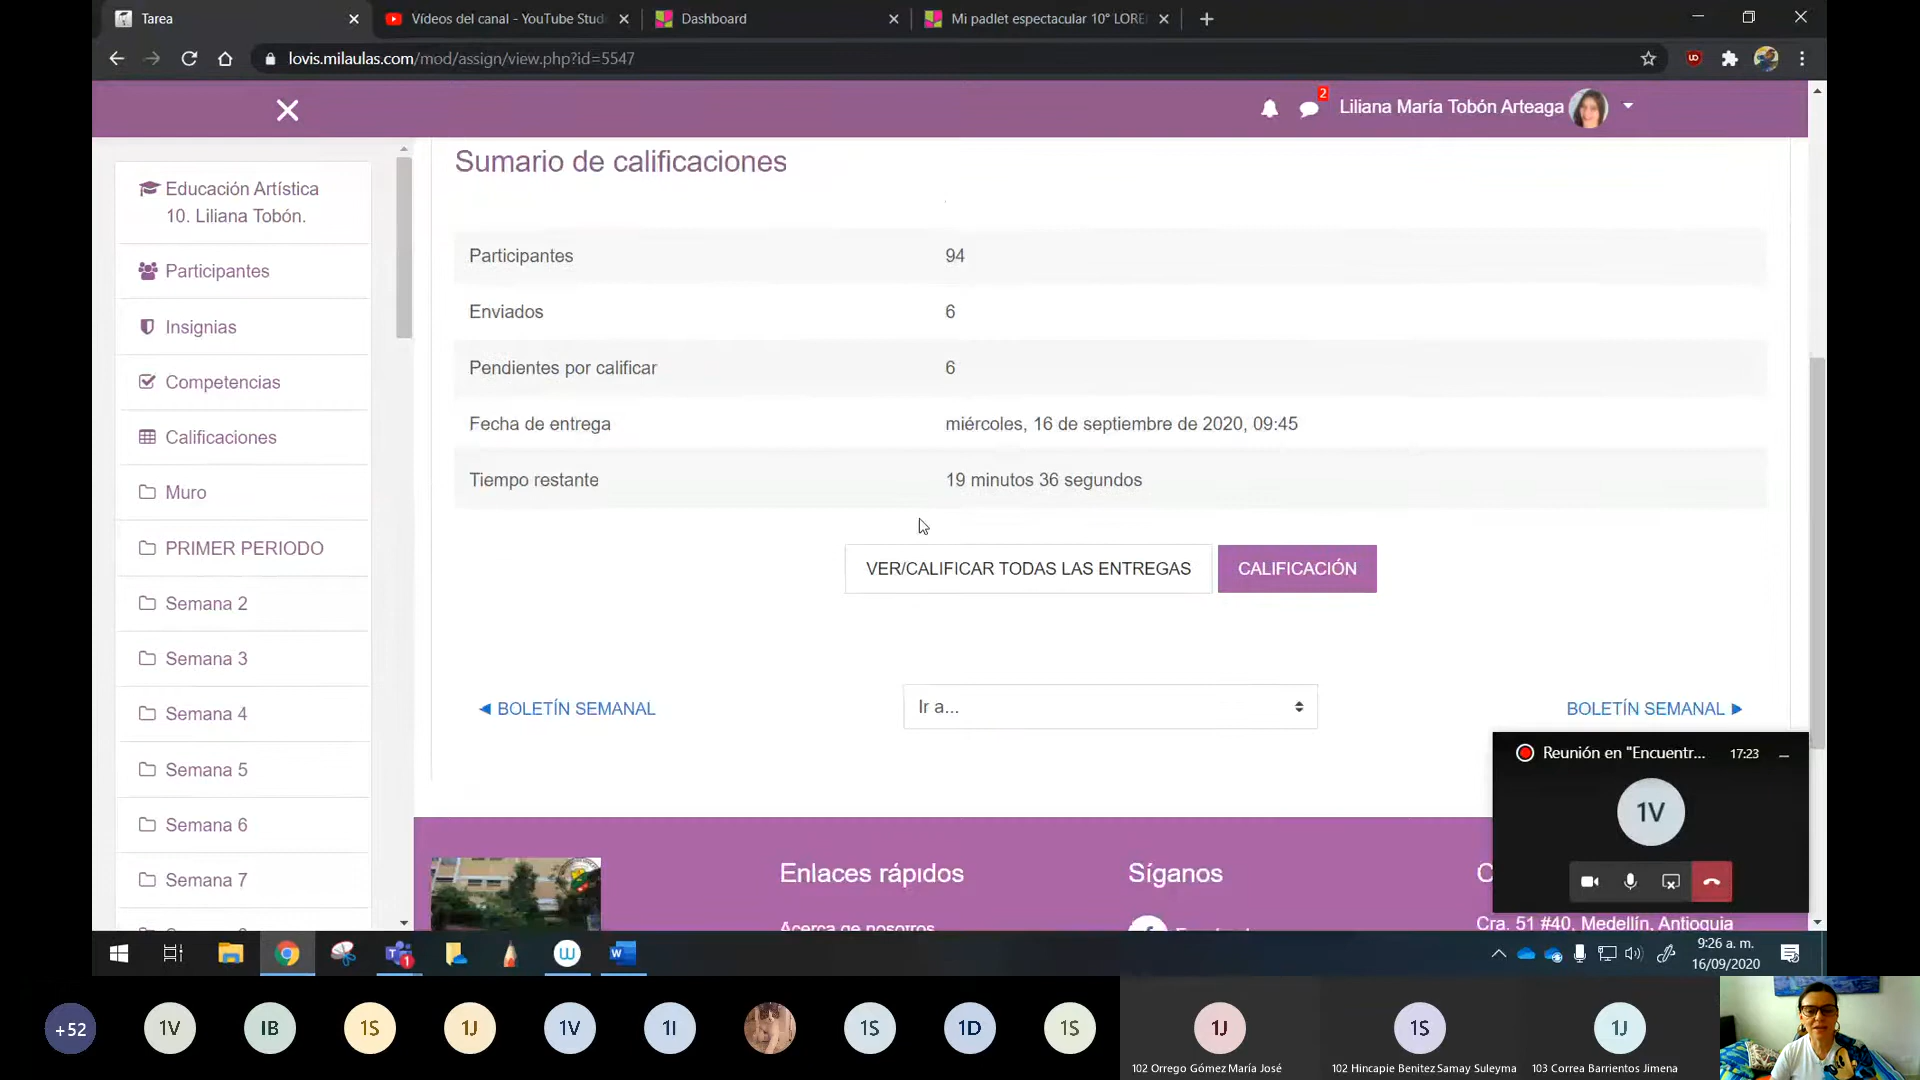 Tarea
Vídeos del canal - YouTube Stud
Dashboard
Mi padlet espectacular 10° LORE
lovis.milaulas.com/mod/assign/view.php?id=5547
2
Liliana María Tobón Arteaga
Educación Artística
10. Liliana Tobón.
Participantes
Insignias
Competencias
Calificaciones
Muro
PRIMER PERIODO
Semana 2
Semana 3
Semana 4
Semana 5
Semana 6
Semana 7
Sumario de calificaciones
Participantes 94
Enviados 6
Pendientes por calificar 6
Fecha de entrega miércoles, 16 de septiembre de 2020, 09:45
Tiempo restante 19 minutos 36 segundos
VER/CALIFICAR TODAS LAS ENTREGAS
CALIFICACIÓN
◀ BOLETÍN SEMANAL
Ir a...
BOLETÍN SEMANAL ▶
Reunión en "Encuentr... 17:23
1V
Enlaces rápidos
Acerca de nosotros
Síganos
C
Cra. 51 #40, Medellín, Antioquia
9:26 a. m.
16/09/2020
+52
1V
IB
1S
1J
1V
1I
1S
1D
1S
1J
1S
1J
102 Orrego Gómez María José
102 Hincapie Benitez Samay Suleyma
103 Correa Barrientos Jimena